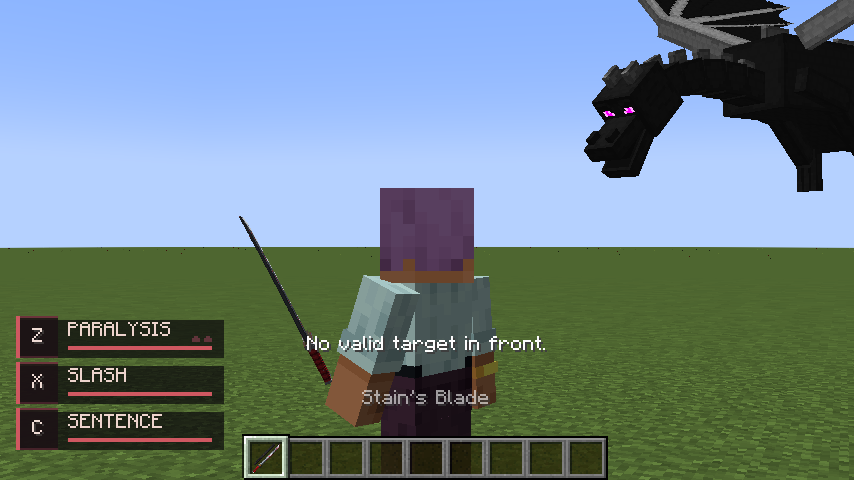 Z PARALYSIS
No valid target in front.
X SLASH
Stain's Blade
C SENTENCE